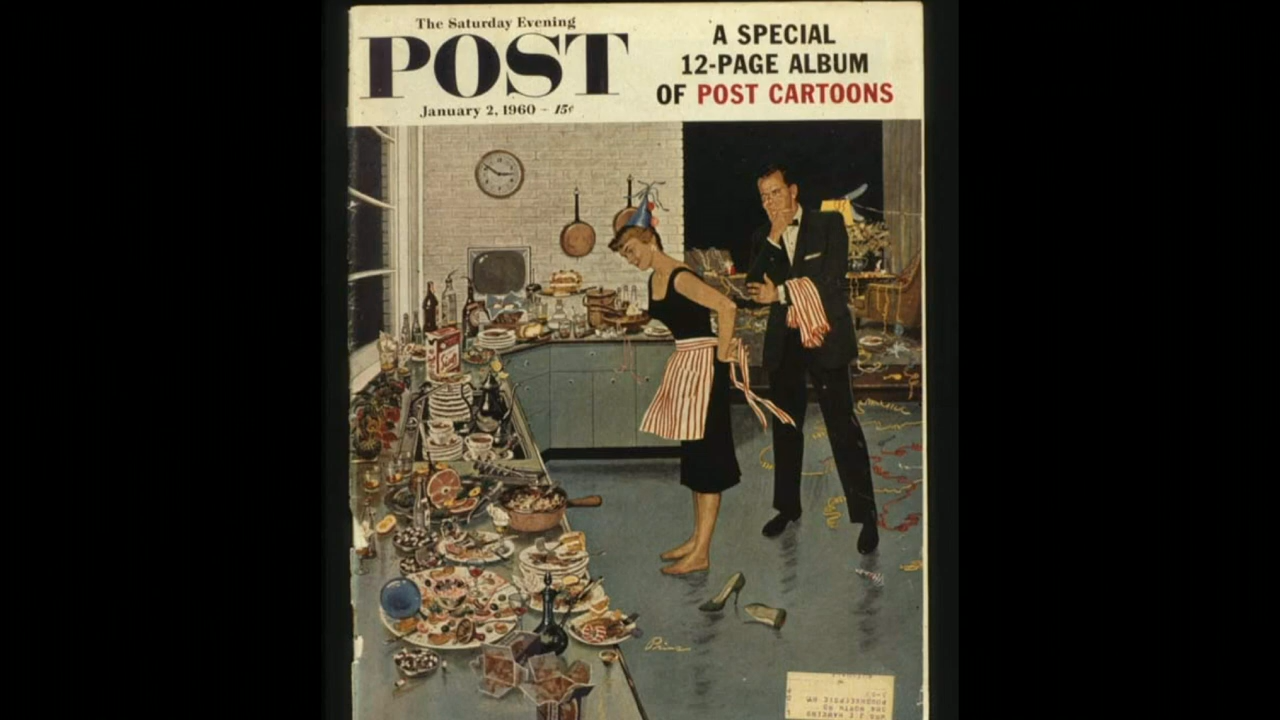 The Saturday Evening
POST
January 2, 1960 – 15¢
A SPECIAL
12-PAGE ALBUM
OF POST CARTOONS
Prins